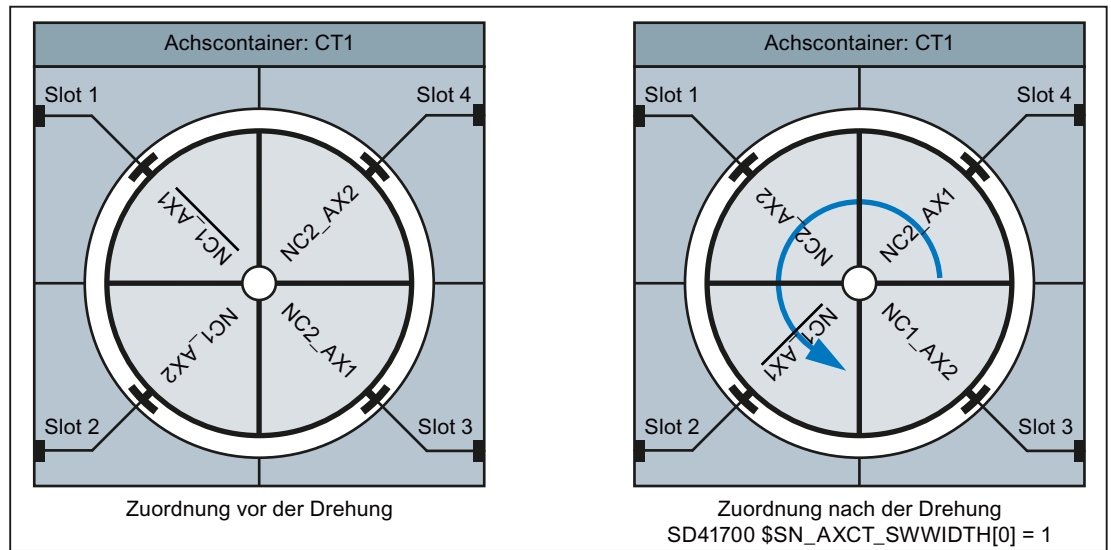 Achscontainer: CT1
Slot 1
Slot 4
NC1_AX1
NC2_AX2
NC1_AX2
NC2_AX1
Slot 2
Slot 3
Zuordnung vor der Drehung
Achscontainer: CT1
Slot 1
Slot 4
NC2_AX2
NC2_AX1
NC1_AX1
NC1_AX2
Slot 2
Slot 3
Zuordnung nach der Drehung
SD41700 $SN_AXCT_SWWIDTH[0] = 1